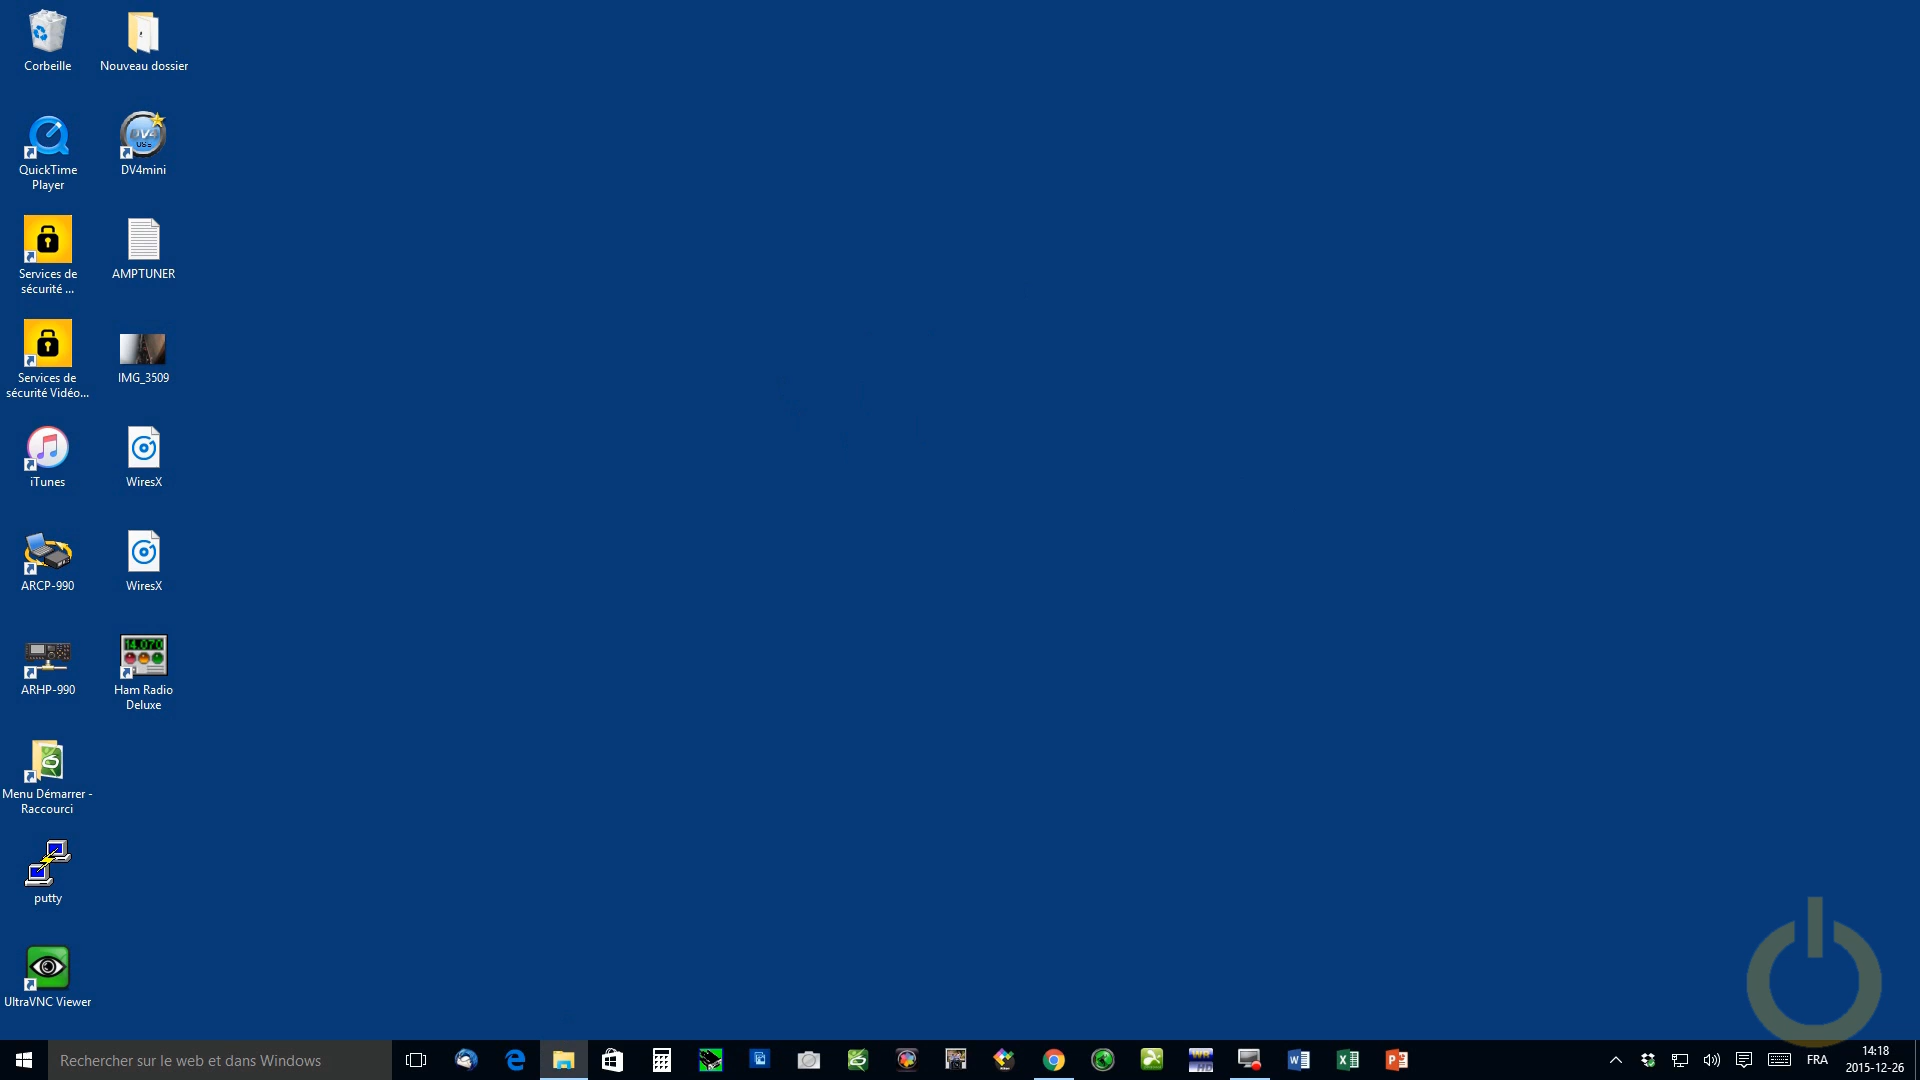 Corbeille
Nouveau dossier
QuickTime
Player
DV4mini
Services de
sécurité ...
AMPTUNER
Services de
sécurité Vidéo...
IMG_3509
iTunes
WiresX
ARCP-990
WiresX
ARHP-990
14.070
Ham Radio
Deluxe
Menu Démarrer -
Raccourci
putty
UltraVNC Viewer
Rechercher sur le web et dans Windows
FRA
14:18
2015-12-26